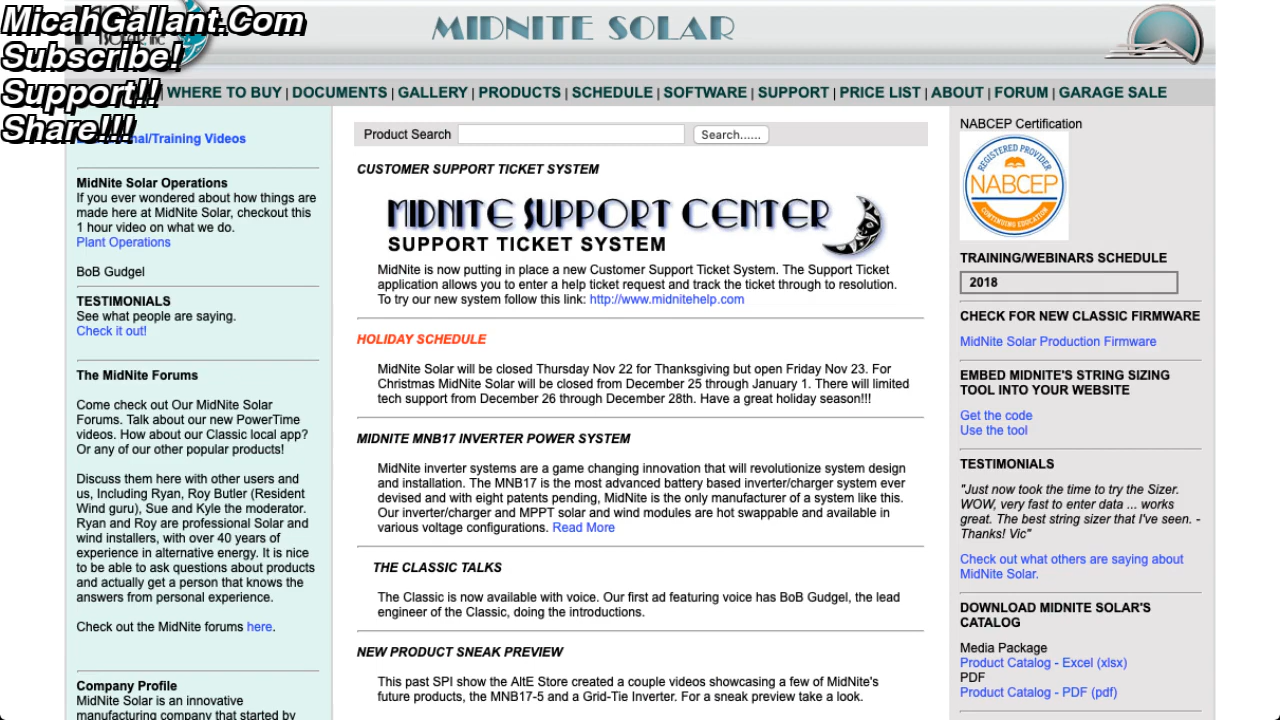 MicahGallant.Com
Subscribe!
Support!!
Share!!!
MIDNITE SOLAR
WHERE TO BUY | DOCUMENTS | GALLERY | PRODUCTS | SCHEDULE | SOFTWARE | SUPPORT | PRICE LIST | ABOUT | FORUM | GARAGE SALE
/Training Videos
MidNite Solar Operations
If you ever wondered about how things are
made here at MidNite Solar, checkout this
1 hour video on what we do.
Plant Operations
BoB Gudgel
TESTIMONIALS
See what people are saying.
Check it out!
The MidNite Forums
Come check out Our MidNite Solar
Forums. Talk about our new PowerTime
videos. How about our Classic local app?
Or any of our other popular products!
Discuss them here with other users and
us, Including Ryan, Roy Butler (Resident
Wind guru), Sue and Kyle the moderator.
Ryan and Roy are professional Solar and
wind installers, with over 40 years of
experience in alternative energy. It is nice
to be able to ask questions about products
and actually get a person that knows the
answers from personal experience.
Check out the MidNite forums here.
Company Profile
MidNite Solar is an innovative
manufacturing company that started by
Product Search
Search......
CUSTOMER SUPPORT TICKET SYSTEM
MIDNITE SUPPORT CENTER
SUPPORT TICKET SYSTEM
MidNite is now putting in place a new Customer Support Ticket System. The Support Ticket
application allows you to enter a help ticket request and track the ticket through to resolution.
To try our new system follow this link: http://www.midnitehelp.com
HOLIDAY SCHEDULE
MidNite Solar will be closed Thursday Nov 22 for Thanksgiving but open Friday Nov 23. For
Christmas MidNite Solar will be closed from December 25 through January 1. There will limited
tech support from December 26 through December 28th. Have a great holiday season!!!
MIDNITE MNB17 INVERTER POWER SYSTEM
MidNite inverter systems are a game changing innovation that will revolutionize system design
and installation. The MNB17 is the most advanced battery based inverter/charger system ever
devised and with eight patents pending, MidNite is the only manufacturer of a system like this.
Our inverter/charger and MPPT solar and wind modules are hot swappable and available in
various voltage configurations. Read More
THE CLASSIC TALKS
The Classic is now available with voice. Our first ad featuring voice has BoB Gudgel, the lead
engineer of the Classic, doing the introductions.
NEW PRODUCT SNEAK PREVIEW
This past SPI show the AltE Store created a couple videos showcasing a few of MidNite's
future products, the MNB17-5 and a Grid-Tie Inverter. For a sneak preview take a look.
NABCEP Certification
REGISTERED PROVIDER
NABCEP
CONTINUING EDUCATION
TRAINING/WEBINARS SCHEDULE
2018
CHECK FOR NEW CLASSIC FIRMWARE
MidNite Solar Production Firmware
EMBED MIDNITE'S STRING SIZING
TOOL INTO YOUR WEBSITE
Get the code
Use the tool
TESTIMONIALS
"Just now took the time to try the Sizer.
WOW, very fast to enter data ... works
great. The best string sizer that I've seen. -
Thanks! Vic"
Check out what others are saying about
MidNite Solar.
DOWNLOAD MIDNITE SOLAR'S
CATALOG
Media Package
Product Catalog - Excel (xlsx)
PDF
Product Catalog - PDF (pdf)